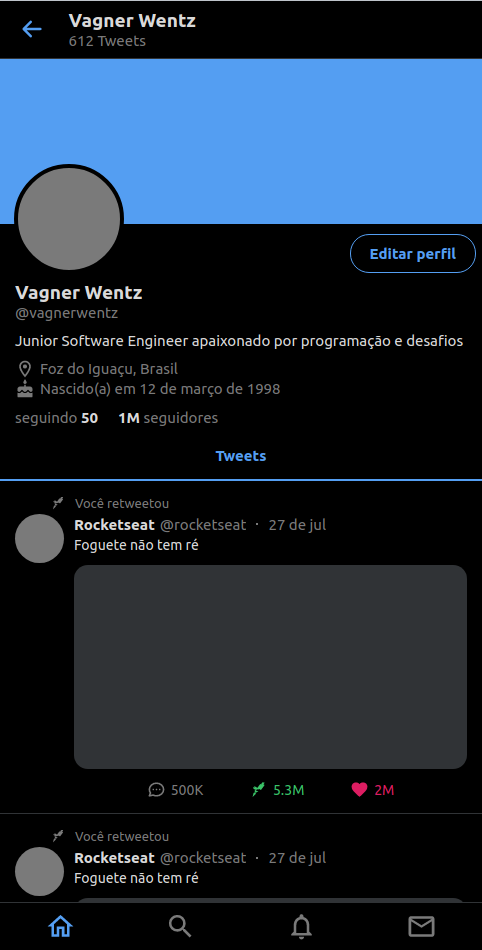 Vagner Wentz
612 Tweets
Editar perfil
Vagner Wentz
@vagnerwentz
Junior Software Engineer apaixonado por programação e desafios
Foz do Iguaçu, Brasil
Nascido(a) em 12 de março de 1998
seguindo 50 1M seguidores
Tweets
Você retweetou
Rocketseat @rocketseat · 27 de jul
Foguete não tem ré
500K 5.3M 2M
Você retweetou
Rocketseat @rocketseat · 27 de jul
Foguete não tem ré